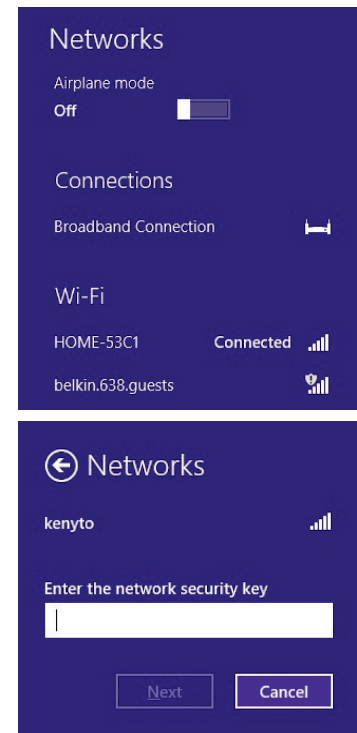 Networks
Airplane mode
Off
Connections
Broadband Connection
Wi-Fi
HOME-53C1 Connected
belkin.638.guests
Networks
kenyto
Enter the network security key
Next Cancel